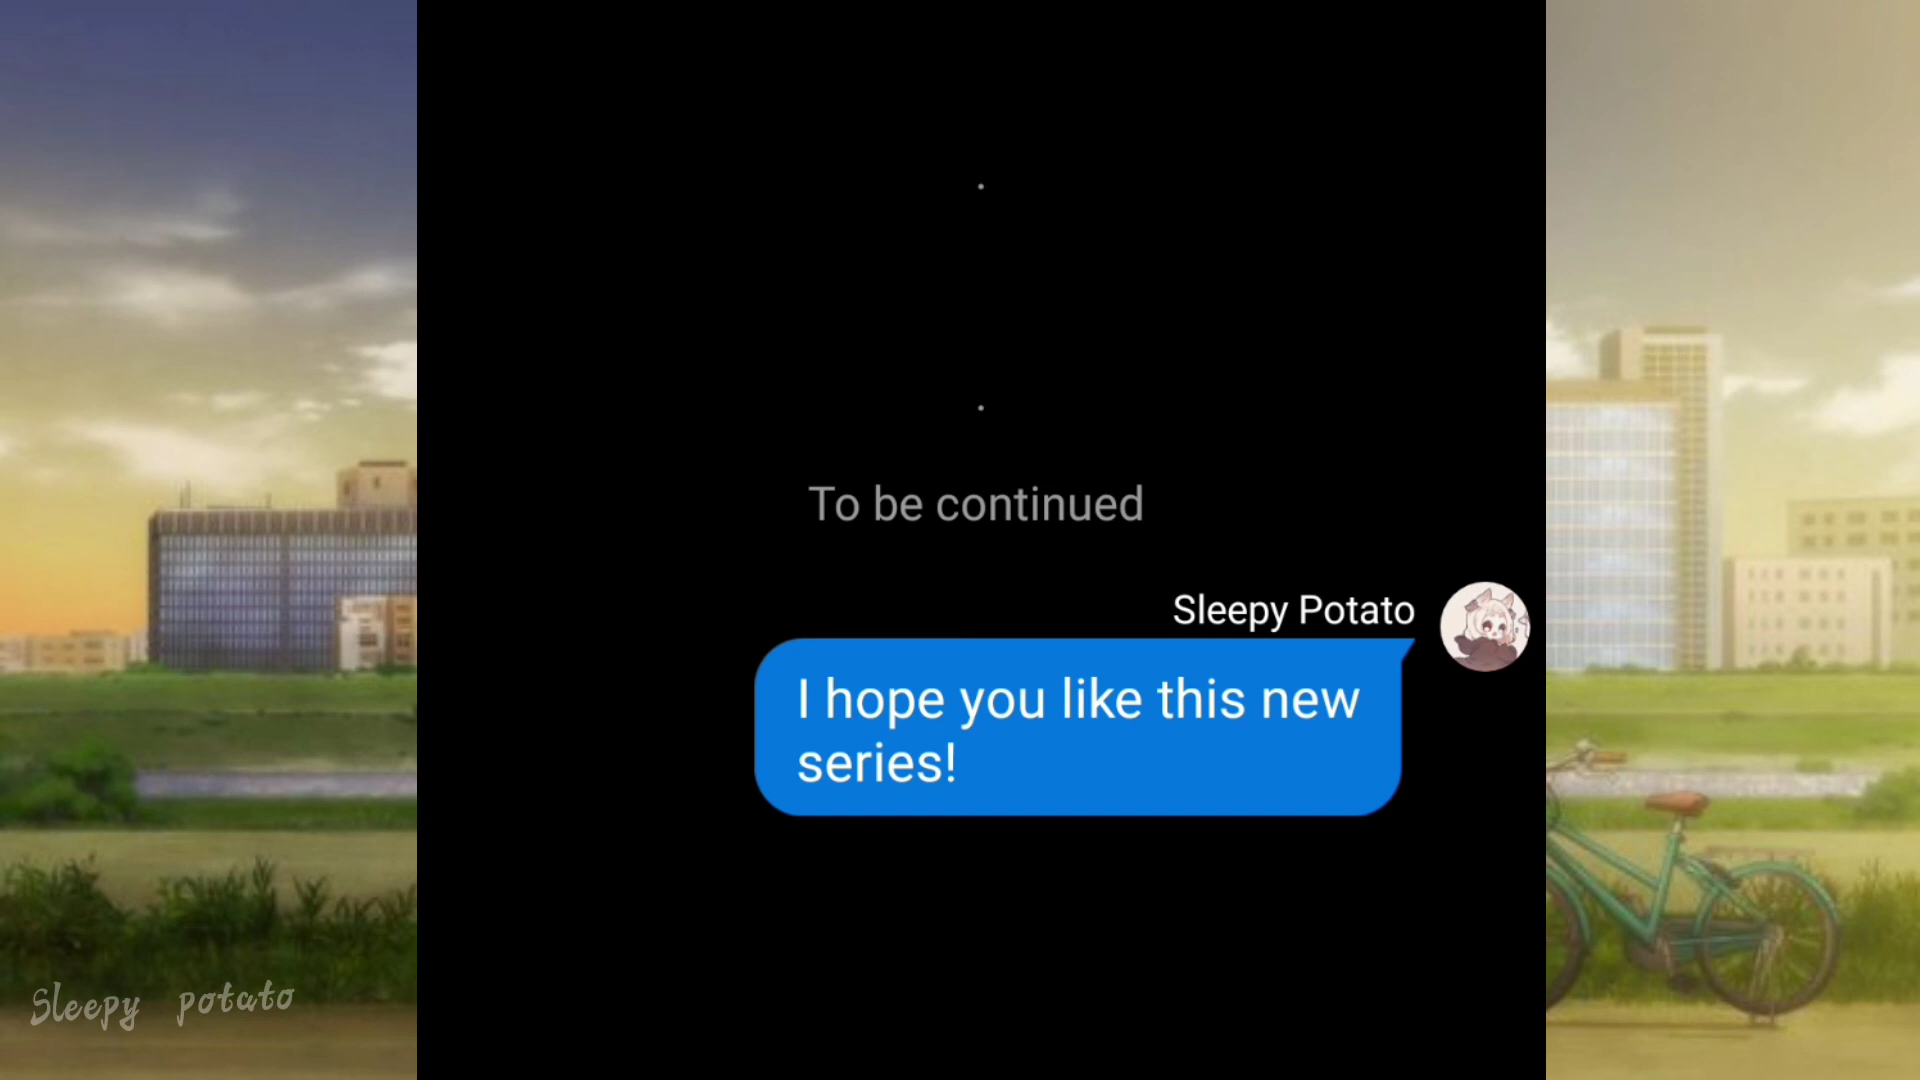 .
.
To be continued
Sleepy Potato
I hope you like this new
series!
Sleepy potato